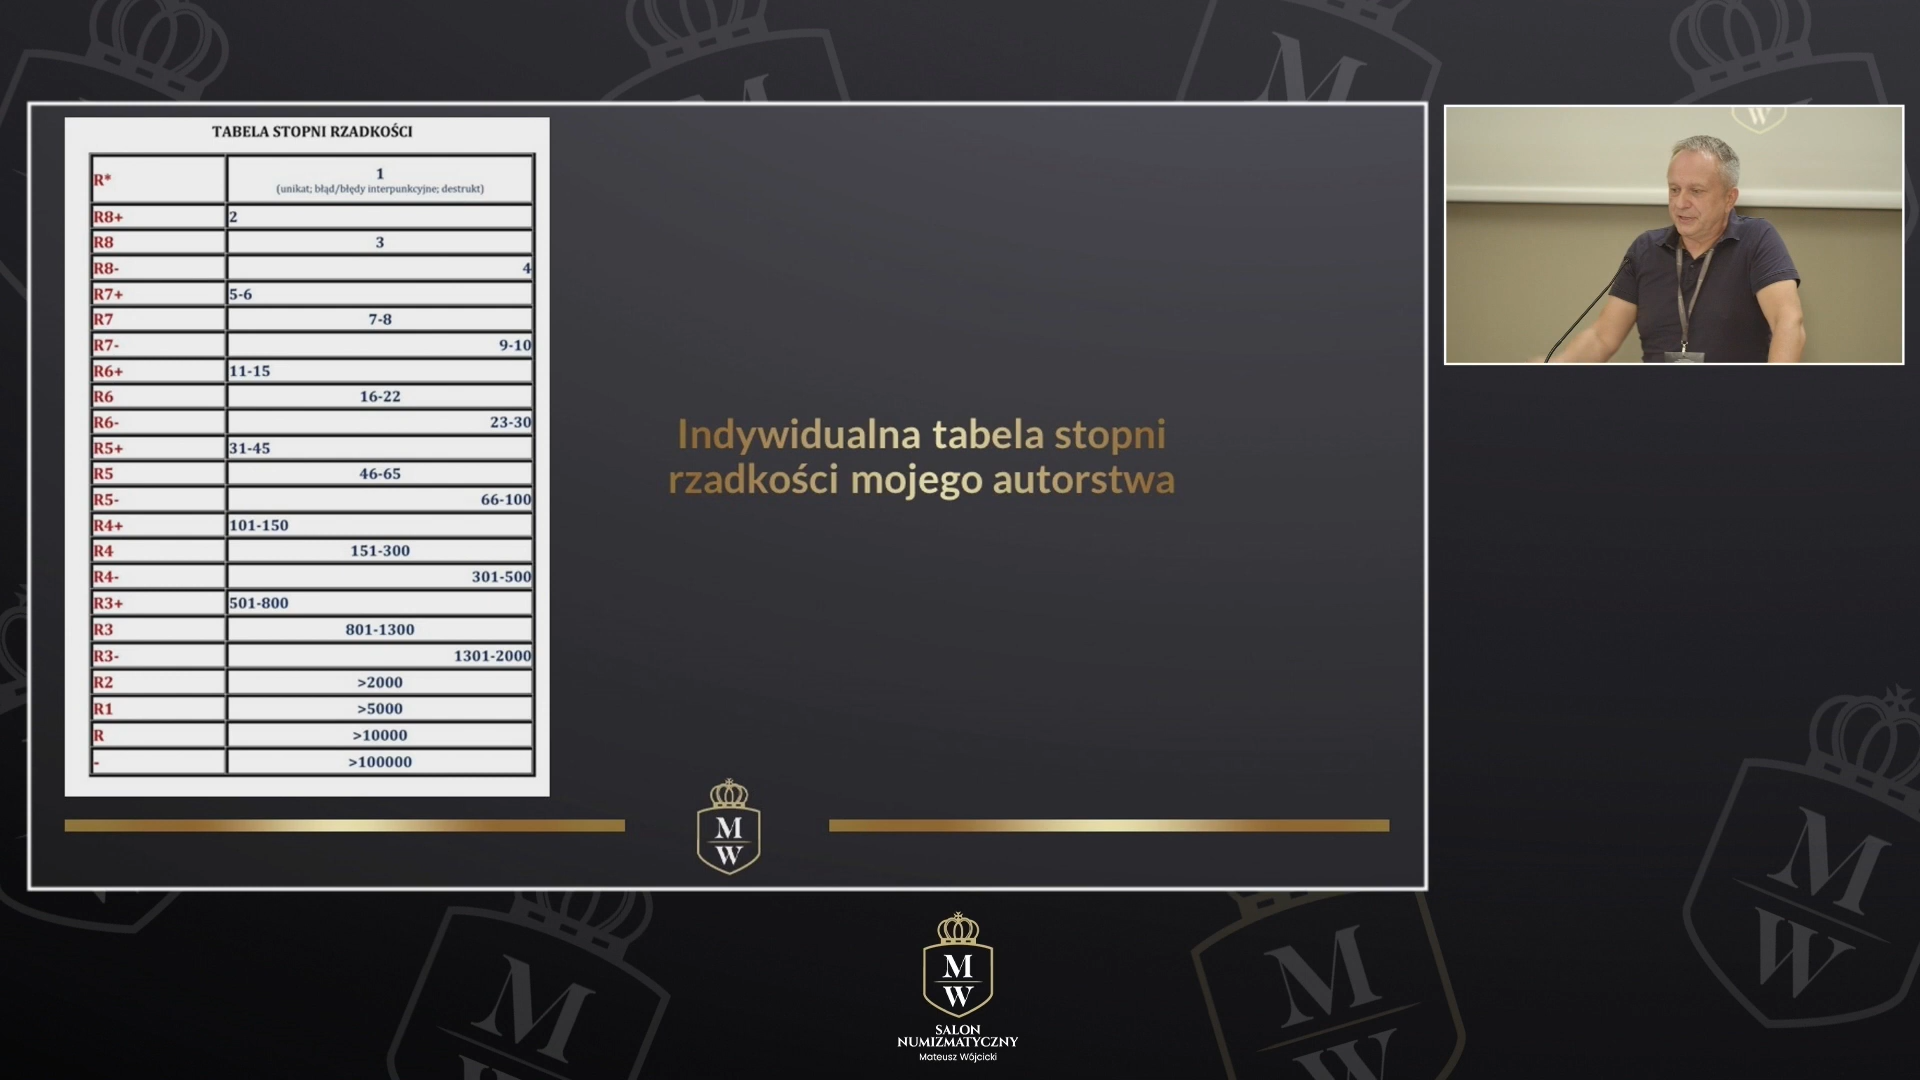 TABELA STOPNI RZADKOŚCI
R* 1
(unikat; błąd/błędy interpunkcyjne; destrukt)
R8+ 2
R8 3
R8- 4
R7+ 5-6
R7 7-8
R7- 9-10
R6+ 11-15
R6 16-22
R6- 23-30
R5+ 31-45
R5 46-65
R5- 66-100
R4+ 101-150
R4 151-300
R4- 301-500
R3+ 501-800
R3 801-1300
R3- 1301-2000
R2 >2000
R1 >5000
R >10000
- >100000
Indywidualna tabela stopni
rzadkości mojego autorstwa
M
W
W
M
W
SALON
NUMIZMATYCZNY
Mateusz Wójcicki
M
M
M
W
M
W
M
W